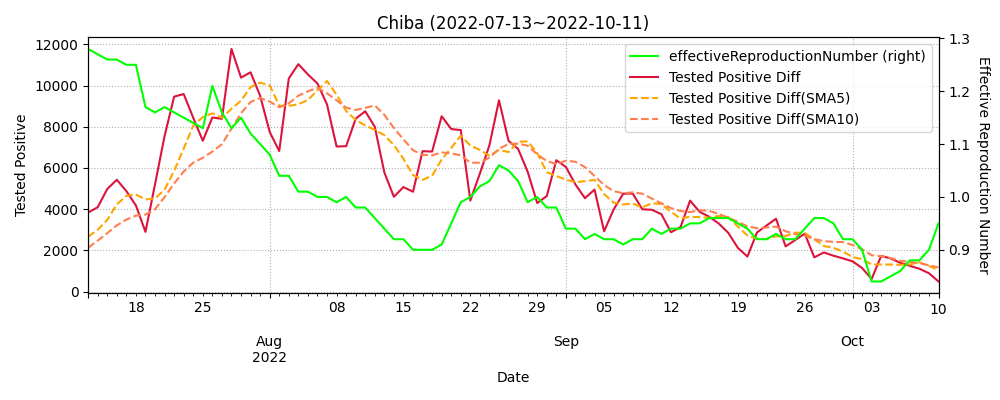 Chiba (2022-07-13~2022-10-11)
effectiveReproductionNumber (right)
Tested Positive Diff
Tested Positive Diff(SMA5)
Tested Positive Diff(SMA10)
Tested Positive
12000
10000
8000
6000
4000
2000
0
1.3
1.2
1.1
1.0
0.9
Effective Reproduction Number
18 25 08 15 22 29 05 12 19 26 03 10
Aug Sep Oct
2022
Date